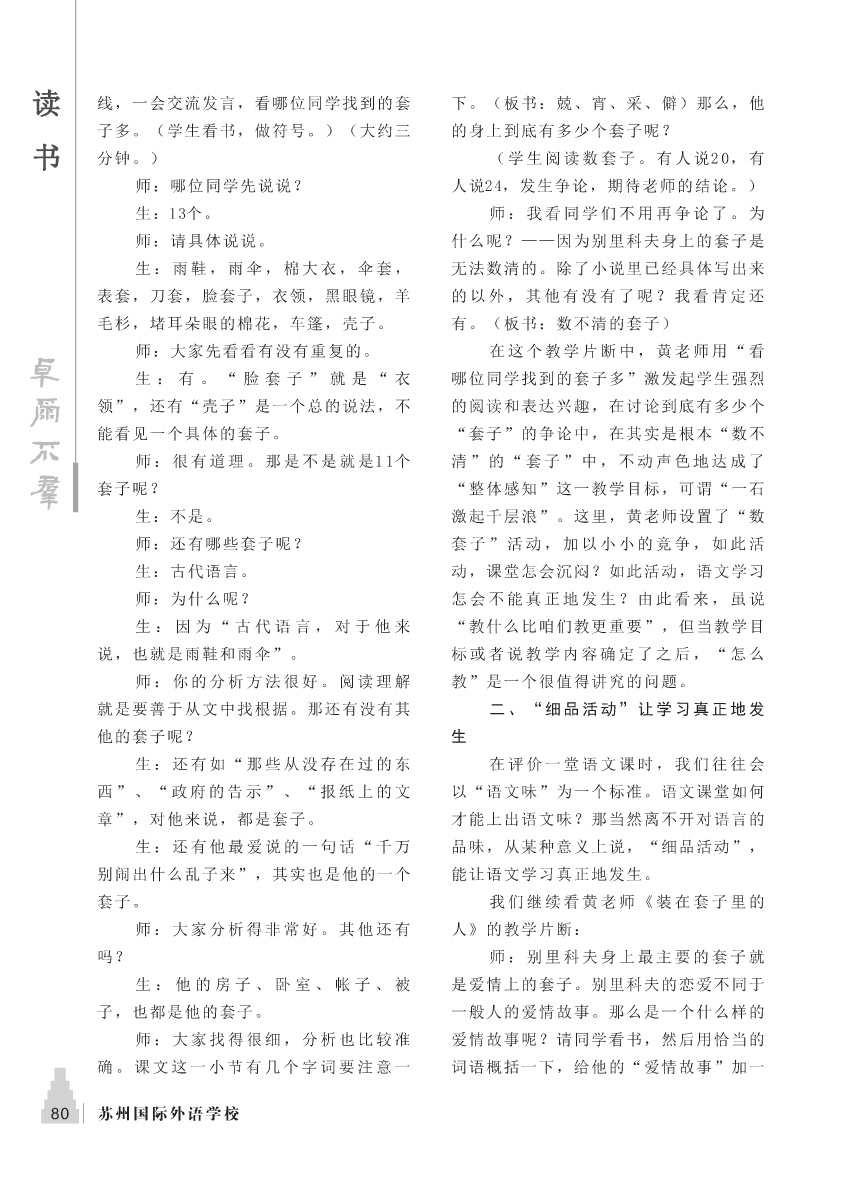 读
书
卓尔不群
线，一会交流发言，看哪位同学找到的套
子多。（学生看书，做符号。）（大约三
分钟。）
师：哪位同学先说说？
生：13个。
师：请具体说说。
生：雨鞋，雨伞，棉大衣，伞套，
表套，刀套，脸套子，衣领，黑眼镜，羊
毛衫，堵耳朵眼的棉花，车篷，壳子。
师：大家先看看有没有重复的。
生：有。“脸套子”就是“衣
领”，还有“壳子”是一个总的说法，不
能看见一个具体的套子。
师：很有道理。那是不是就是11个
套子呢？
生：不是。
师：还有哪些套子呢？
生：古代语言。
师：为什么呢？
生：因为“古代语言，对于他来
说，也就是雨鞋和雨伞”。
师：你的分析方法很好。阅读理解
就是要善于从文中找根据。那还有没有其
他的套子呢？
生：还有如“那些从没存在过的东
西”、“政府的告示”、“报纸上的文
章”，对他来说，都是套子。
生：还有他最爱说的一句话“千万
别闹出什么乱子来”，其实也是他的一个
套子。
师：大家分析得非常好。其他还有
吗？
生：他的房子、卧室、帐子、被
子，也都是他的套子。
师：大家找得很细，分析也比较准
确。课文这一小节有几个字词要注意一
下。（板书：兢、宵、采、僻）那么，他
的身上到底有多少个套子呢？
（学生阅读数套子。有人说20，有
人说24，发生争论，期待老师的结论。）
师：我看同学们不用再争论了。为
什么呢？——因为别里科夫身上的套子是
无法数清的。除了小说里已经具体写出来
的以外，其他有没有了呢？我看肯定还
有。（板书：数不清的套子）
在这个教学片断中，黄老师用“看
哪位同学找到的套子多”激发起学生强烈
的阅读和表达兴趣，在讨论到底有多少个
“套子”的争论中，在其实是根本“数不
清”的“套子”中，不动声色地达成了
“整体感知”这一教学目标，可谓“一石
激起千层浪”。这里，黄老师设置了“数
套子”活动，加以小小的竞争，如此活
动，课堂怎会沉闷？如此活动，语文学习
怎会不能真正地发生？由此看来，虽说
“教什么比咱们教更重要”，但当教学目
标或者说教学内容确定了之后，“怎么
教”是一个很值得讲究的问题。
二、“细品活动”让学习真正地发
生
在评价一堂语文课时，我们往往会
以“语文味”为一个标准。语文课堂如何
才能上出语文味？那当然离不开对语言的
品味，从某种意义上说，“细品活动”，
能让语文学习真正地发生。
我们继续看黄老师《装在套子里的
人》的教学片断：
师：别里科夫身上最主要的套子就
是爱情上的套子。别里科夫的恋爱不同于
一般人的爱情故事。那么是一个什么样的
爱情故事呢？请同学看书，然后用恰当的
词语概括一下，给他的“爱情故事”加一
80 苏州国际外语学校